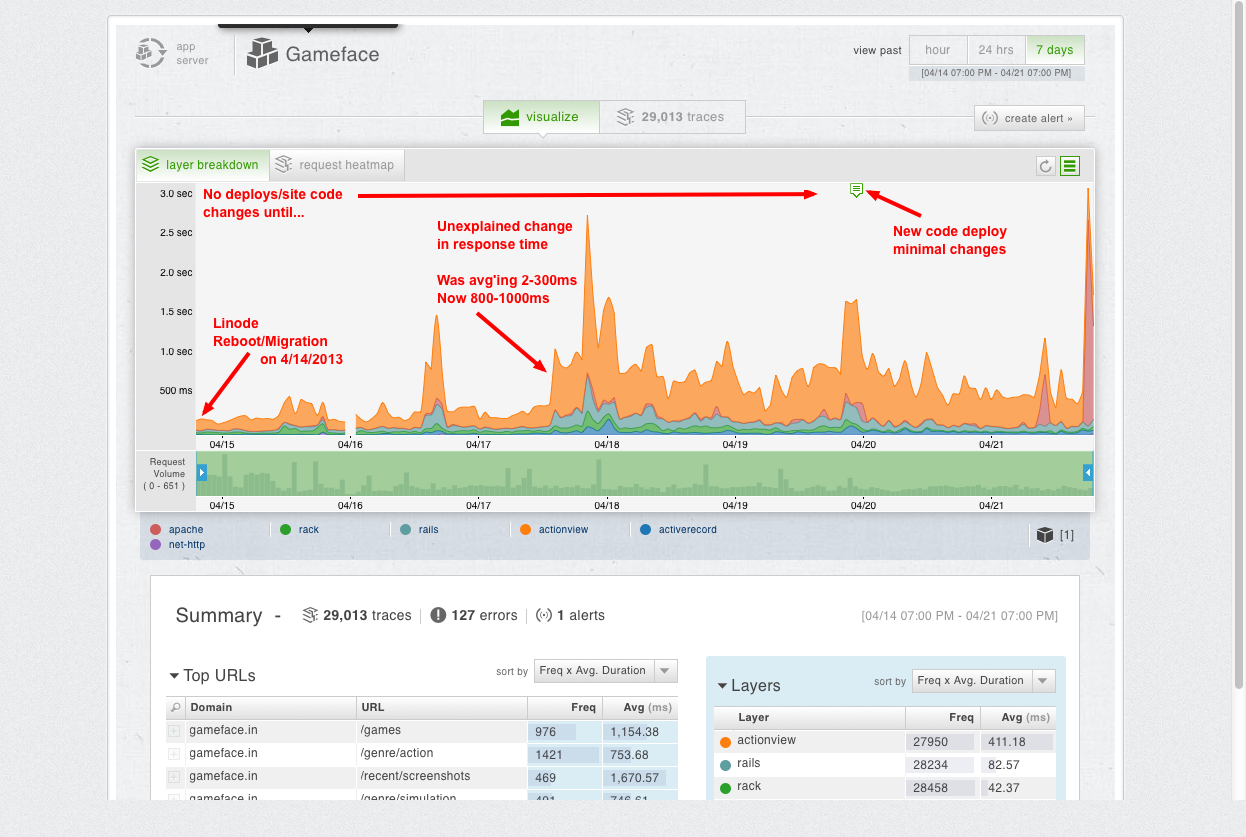 app
server
Gameface
view past
hour
24 hrs
7 days
[04/14 07:00 PM - 04/21 07:00 PM]
visualize
29,013 traces
create alert »
layer breakdown
request heatmap
3.0 sec
2.5 sec
2.0 sec
1.5 sec
1.0 sec
500 ms
No deploys/site code
changes until...
Unexplained change
in response time
Was avg'ing 2-300ms
Now 800-1000ms
New code deploy
minimal changes
Linode
Reboot/Migration
on 4/14/2013
04/15 04/16 04/17 04/18 04/19 04/20 04/21
Request
Volume
( 0 - 651 )
04/15 04/16 04/17 04/18 04/19 04/20 04/21
apache
rack
rails
actionview
activerecord
net-http
[1]
Summary -
29,013 traces
127 errors
1 alerts
[04/14 07:00 PM - 04/21 07:00 PM]
Top URLs
sort by
Freq x Avg. Duration
Domain URL Freq Avg (ms)
gameface.in /games 976 1,154.38
gameface.in /genre/action 1421 753.68
gameface.in /recent/screenshots 469 1,670.57
gameface.in /genre/simulation 491 746.61
Layers
sort by
Freq x Avg. Duration
Layer Freq Avg (ms)
actionview 27950 411.18
rails 28234 82.57
rack 28458 42.37